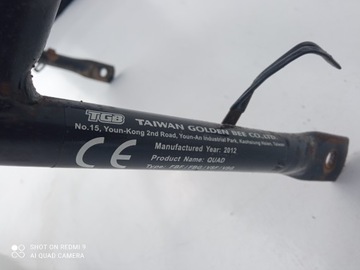 TGB TAIWAN GOLDEN BEE CO.,LTD.
No.15, Youn-Kong 2nd Road, Youn-An Industrial Park, Kaohsiung Hsien, Taiwan
CE
Manufactured Year: 2012
Product Name: QUAD
Type:
SHOT ON REDMI 9
AI QUAD CAMERA